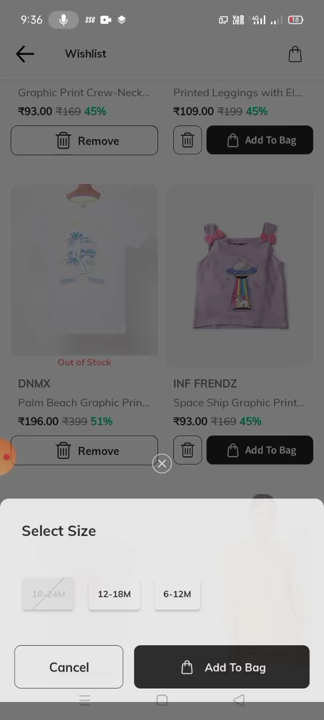 9:36
18
Wishlist
Graphic Print Crew-Neck...
Printed Leggings with El...
₹93.00 ₹169 45%
₹109.00 ₹199 45%
Remove
Add To Bag
Out of Stock
DNMX
INF FRENDZ
Palm Beach Graphic Prin...
Space Ship Graphic Print...
₹196.00 ₹399 51%
₹93.00 ₹169 45%
Remove
Add To Bag
Select Size
18-24M
12-18M
6-12M
Cancel
Add To Bag